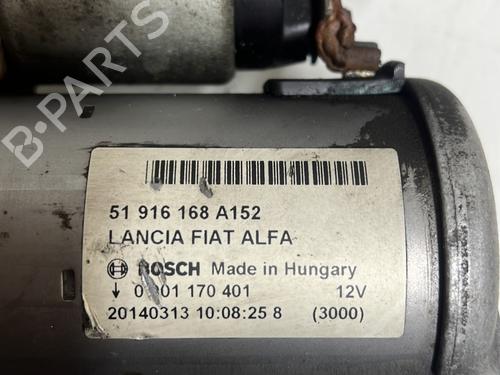 B-PARTS
51 916 168 A152
LANCIA FIAT ALFA
BOSCH Made in Hungary
0 001 170 401 12V
20140313 10:08:25 8 (3000)